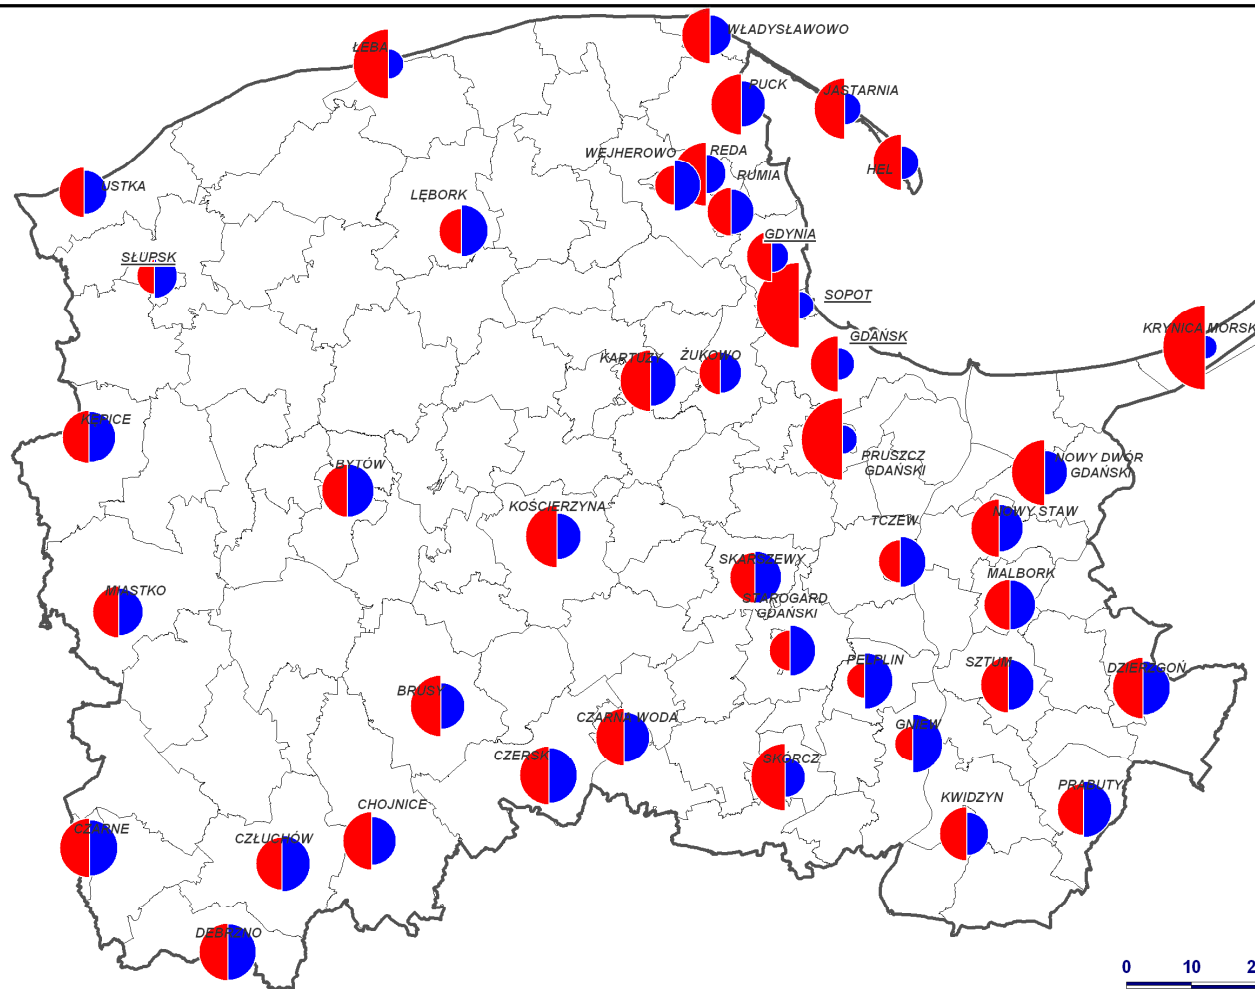 WŁADYSŁAWOWO
ŁEBA
PUCK
JASTARNIA
WEJHEROWO
REDA
HEL
RUMIA
USTKA
LĘBORK
GDYNIA
SŁUPSK
SOPOT
KRYNICA MORSK
GDAŃSK
KARTUZY
ŻUKOWO
KĘPICE
BYTÓW
PRUSZCZ
GDAŃSKI
NOWY DWÓR
GDAŃSKI
KOŚCIERZYNA
NOWY STAW
TCZEW
SKARSZEWY
MALBORK
MIASTKO
STAROGARD
GDAŃSKI
PELPLIN
SZTUM
DZIERZGOŃ
BRUSY
CZARNA WODA
GNIEW
CZERSK
SKÓRCZ
PRABUTY
KWIDZYN
CHOJNICE
CZARNE
CZŁUCHÓW
DEBRZNO
0 10 2